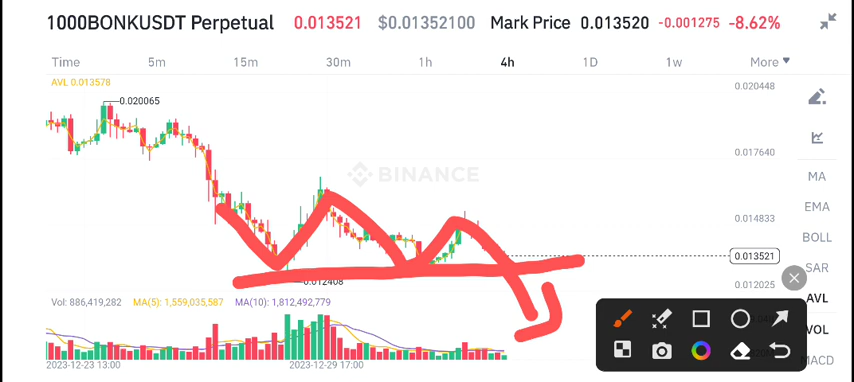 1000BONKUSDT Perpetual 0.013521 $0.01352100 Mark Price 0.013520 -0.001275 -8.62%
Time 5m 15m 30m 1h 4h 1D 1w More
AVL 0.013578
0.020448
0.020065
0.017640
BINANCE
MA
EMA
0.014833
BOLL
0.013521
SAR
0.012408
0.012025
AVL
Vol: 886,419,282 MA(5): 1,559,035,587 MA(10): 1,812,492,779
VOL
MACD
2023-12-23 13:00 2023-12-29 17:00